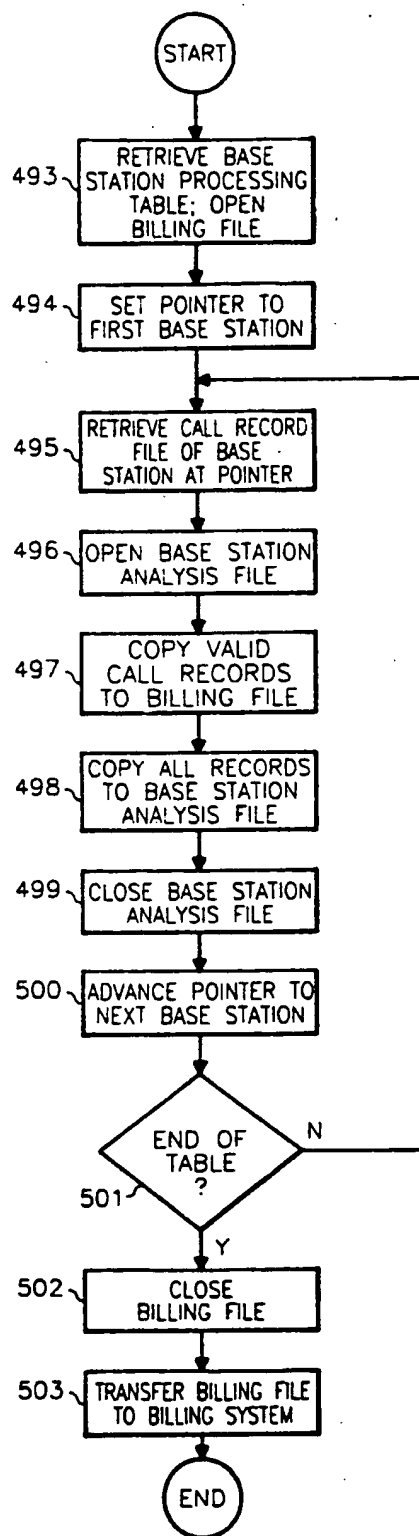 START
493
RETRIEVE BASE
STATION PROCESSING
TABLE; OPEN
BILLING FILE
494
SET POINTER TO
FIRST BASE STATION
495
RETRIEVE CALL RECORD
FILE OF BASE
STATION AT POINTER
496
OPEN BASE STATION
ANALYSIS FILE
497
COPY VALID
CALL RECORDS
TO BILLING FILE
498
COPY ALL RECORDS
TO BASE STATION
ANALYSIS FILE
499
CLOSE BASE STATION
ANALYSIS FILE
500
ADVANCE POINTER TO
NEXT BASE STATION
END OF
TABLE
?
N
501
Y
502
CLOSE
BILLING FILE
503
TRANSFER BILLING FILE
TO BILLING SYSTEM
END